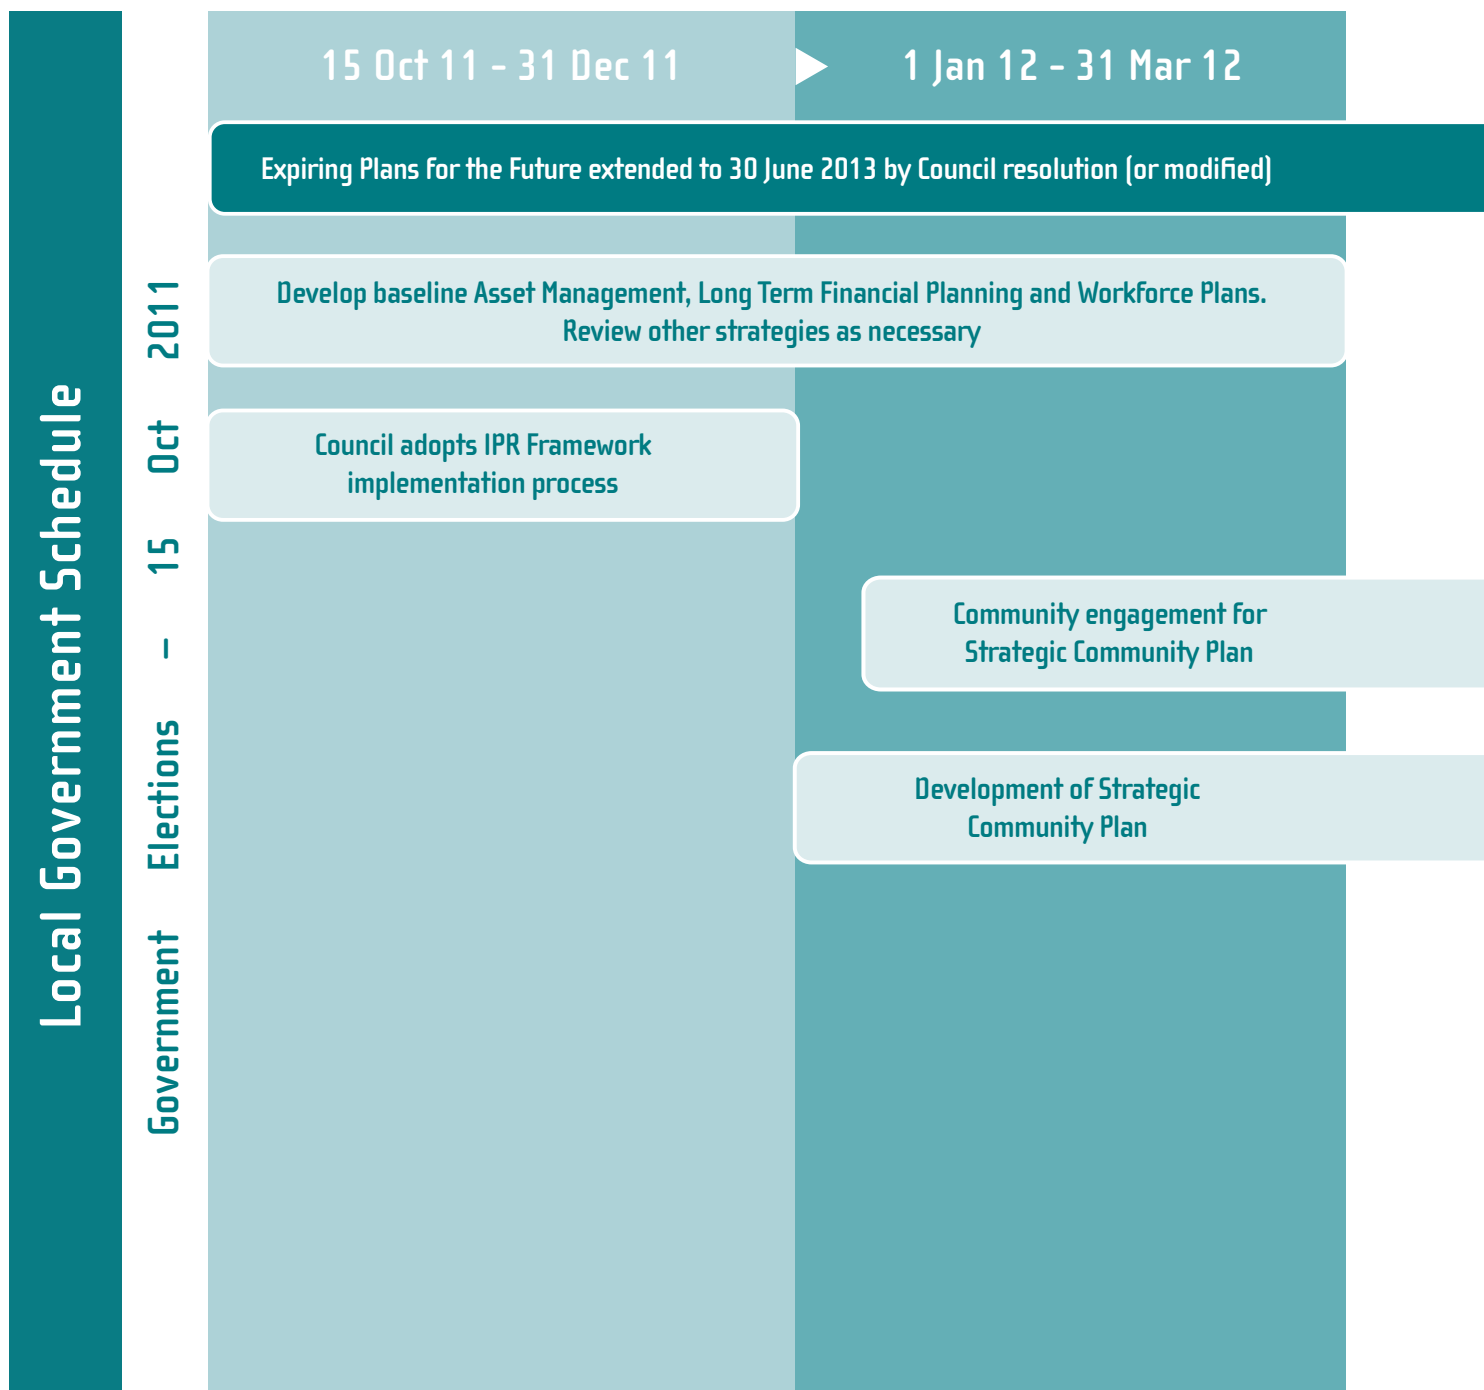 Local Government Schedule
Government Elections – 15 Oct 2011
15 Oct 11 - 31 Dec 11
1 Jan 12 - 31 Mar 12
Expiring Plans for the Future extended to 30 June 2013 by Council resolution (or modified)
Develop baseline Asset Management, Long Term Financial Planning and Workforce Plans.
Review other strategies as necessary
Council adopts IPR Framework
implementation process
Community engagement for
Strategic Community Plan
Development of Strategic
Community Plan